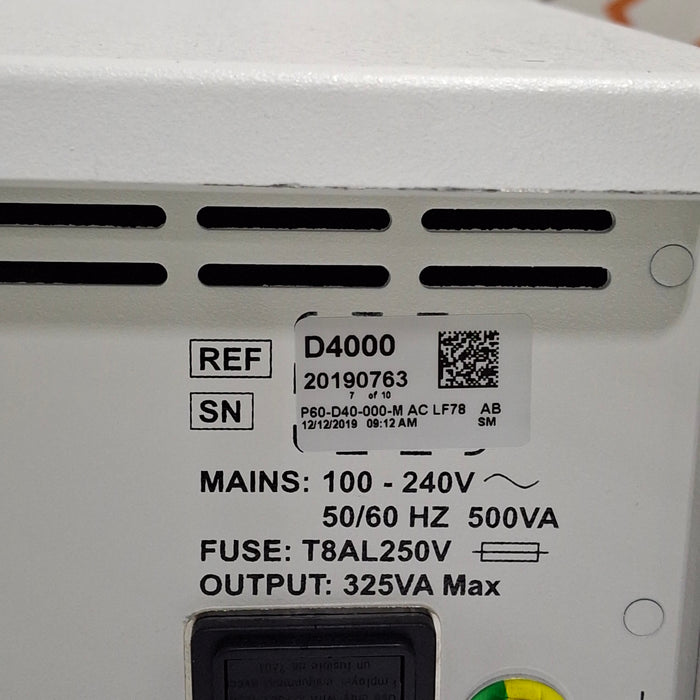 REF
D4000
SN
20190763
7 of 10
P60-D40-000-M AC LF78 AB
12/12/2019 09:12 AM SM
MAINS: 100 - 240V
50/60 HZ 500VA
FUSE: T8AL250V
OUTPUT: 325VA Max